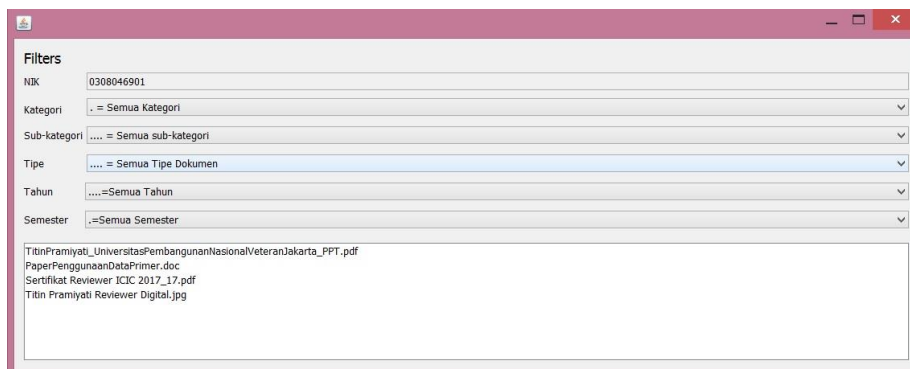 Filters
NIK 0308046901
Kategori . = Semua Kategori
Sub-kategori .... = Semua sub-kategori
Tipe .... = Semua Tipe Dokumen
Tahun ....=Semua Tahun
Semester .=Semua Semester
TitinPramiyati_UniversitasPembangunanNasionalVeteranJakarta_PPT.pdf
PaperPenggunaanDataPrimer.doc
Sertifikat Reviewer ICIC 2017_17.pdf
Titin Pramiyati Reviewer Digital.jpg